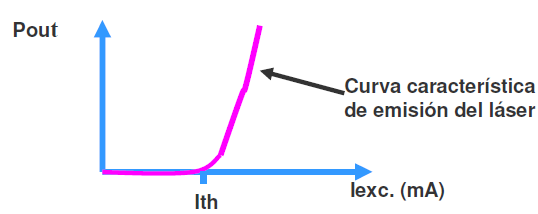 Pout
Curva característica
de emisión del láser
Iexc. (mA)
Ith